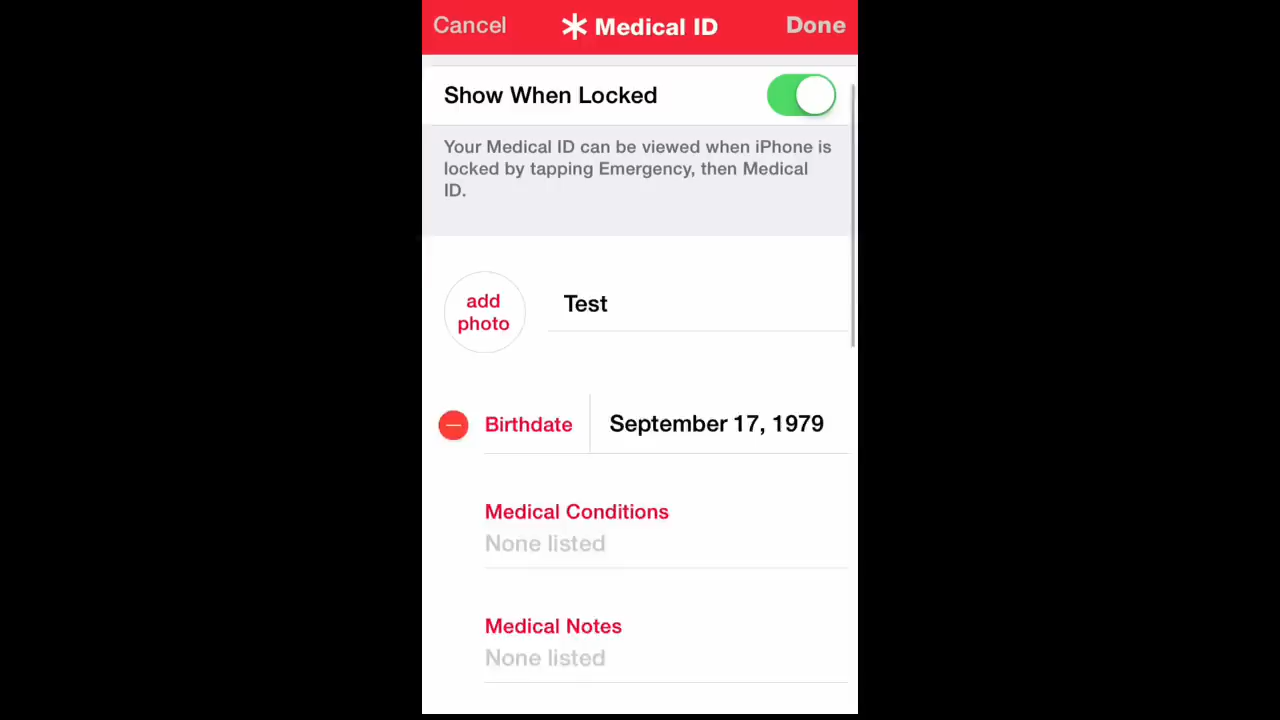 Cancel Medical ID Done
Show When Locked
Your Medical ID can be viewed when iPhone is
locked by tapping Emergency, then Medical
ID.
add
photo
Test
Birthdate September 17, 1979
Medical Conditions
None listed
Medical Notes
None listed